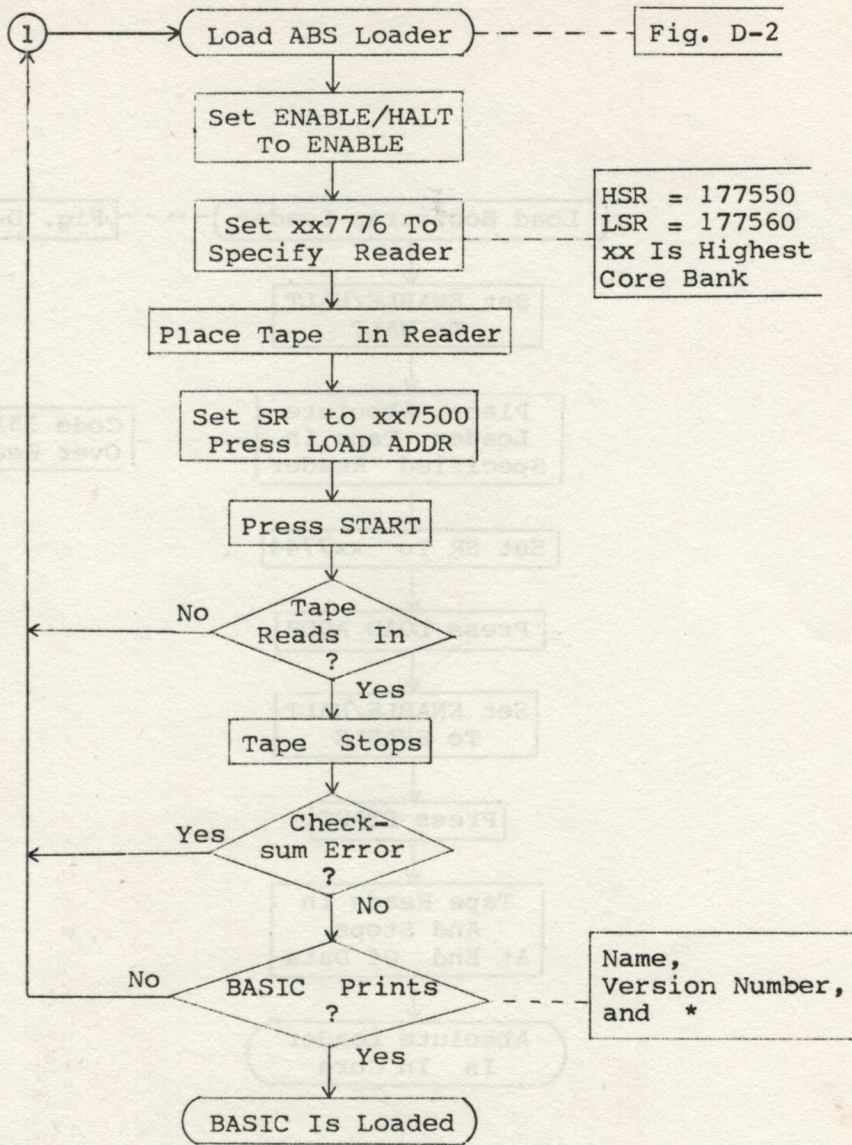 1
Load ABS Loader
Fig. D-2
Set ENABLE/HALT
To ENABLE
Set xx7776 To
Specify Reader
HSR = 177550
LSR = 177560
xx Is Highest
Core Bank
Place Tape In Reader
Set SR to xx7500
Press LOAD ADDR
Press START
No
Tape
Reads In
?
Yes
Tape Stops
Yes
Check-
sum Error
?
No
No
BASIC Prints
?
Name,
Version Number,
and *
Yes
BASIC Is Loaded